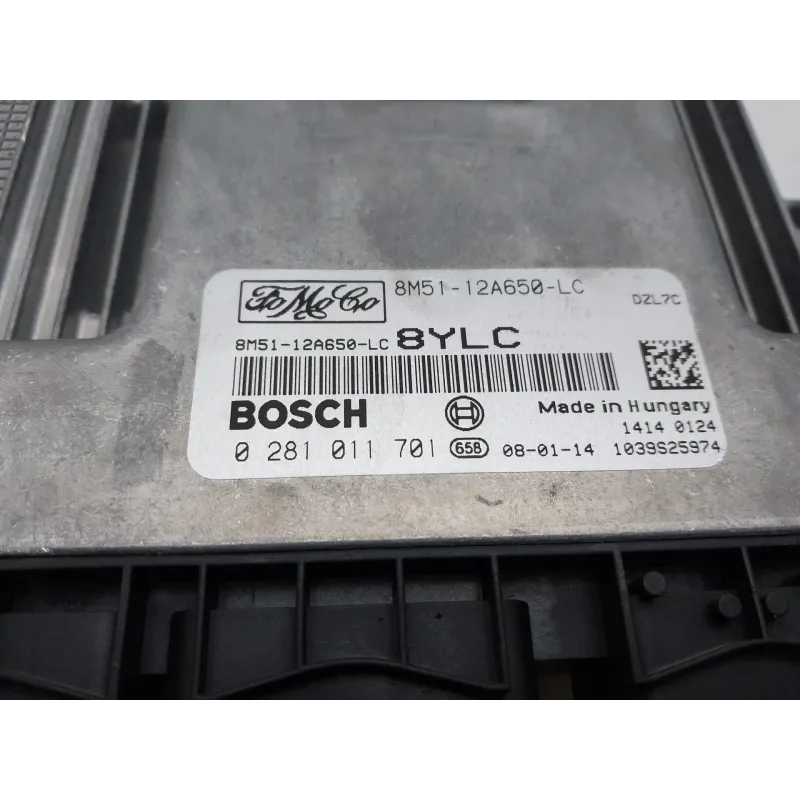 FoMoCo 8M51-12A650-LC DZL7C
8M51-12A650-LC 8YLC
BOSCH Made in Hungary
1414 0124
0 281 011 701 658 08-01-14 1039S25974